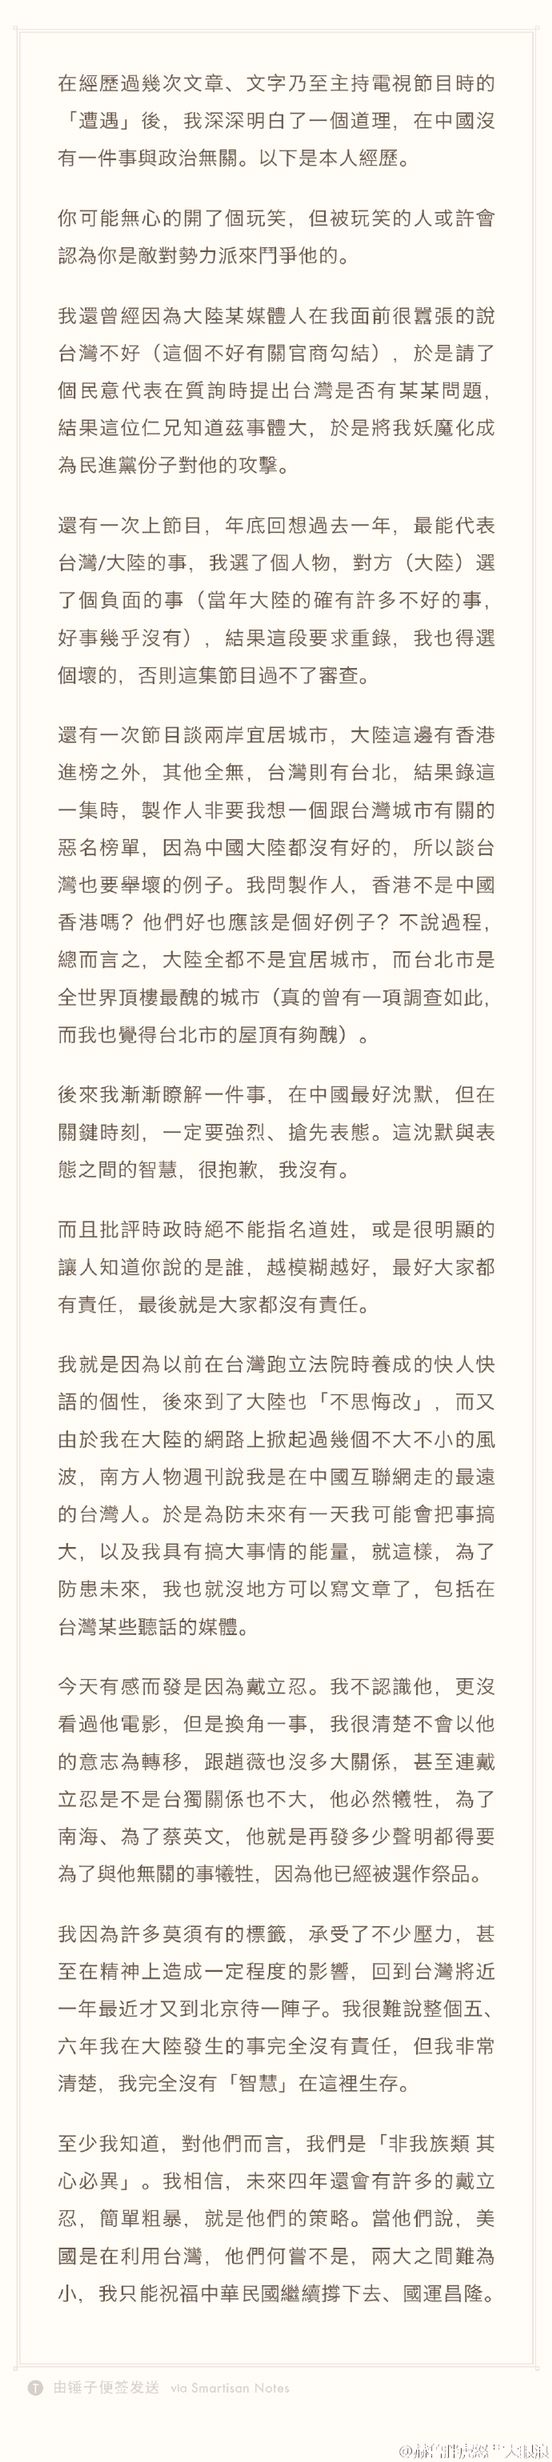 在經歷過幾次文章、文字乃至主持電視節目時的
「遭遇」後，我深深明白了一個道理，在中國沒
有一件事與政治無關。以下是本人經歷。
你可能無心的開了個玩笑，但被玩笑的人或許會
認為你是敵對勢力派來鬥爭他的。
我還曾經因為大陸某媒體人在我面前很囂張的說
台灣不好（這個不好有關官商勾結），於是請了
個民意代表在質詢時提出台灣是否有某某問題，
結果這位仁兄知道茲事體大，於是將我妖魔化成
為民進黨份子對他的攻擊。
還有一次上節目，年底回想過去一年，最能代表
台灣/大陸的事，我選了個人物，對方（大陸）選
了個負面的事（當年大陸的確有許多不好的事，
好事幾乎沒有），結果這段要求重錄，我也得選
個壞的，否則這集節目過不了審查。
還有一次節目談兩岸宜居城市，大陸這邊有香港
進榜之外，其他全無，台灣則有台北，結果錄這
一集時，製作人非要我想一個跟台灣城市有關的
惡名榜單，因為中國大陸都沒有好的，所以談台
灣也要舉壞的例子。我問製作人，香港不是中國
香港嗎？他們好也應該是個好例子？不說過程，
總而言之，大陸全都不是宜居城市，而台北市是
全世界頂樓最醜的城市（真的曾有一項調查如此，
而我也覺得台北市的屋頂有夠醜）。
後來我漸漸瞭解一件事，在中國最好沈默，但在
關鍵時刻，一定要強烈、搶先表態。這沈默與表
態之間的智慧，很抱歉，我沒有。
而且批評時政時絕不能指名道姓，或是很明顯的
讓人知道你說的是誰，越模糊越好，最好大家都
有責任，最後就是大家都沒有責任。
我就是因為以前在台灣跑立法院時養成的快人快
語的個性，後來到了大陸也「不思悔改」，而又
由於我在大陸的網路上掀起過幾個不大不小的風
波，南方人物週刊說我是在中國互聯網走的最遠
的台灣人。於是為防未來有一天我可能會把事搞
大，以及我具有搞大事情的能量，就這樣，為了
防患未來，我也就沒地方可以寫文章了，包括在
台灣某些聽話的媒體。
今天有感而發是因為戴立忍。我不認識他，更沒
看過他電影，但是換角一事，我很清楚不會以他
的意志為轉移，跟趙薇也沒多大關係，甚至連戴
立忍是不是台獨關係也不大，他必然犧牲，為了
南海、為了蔡英文，他就是再發多少聲明都得要
為了與他無關的事犧牲，因為他已經被選作祭品。
我因為許多莫須有的標籤，承受了不少壓力，甚
至在精神上造成一定程度的影響，回到台灣將近
一年最近才又到北京待一陣子。我很難說整個五、
六年我在大陸發生的事完全沒有責任，但我非常
清楚，我完全沒有「智慧」在這裡生存。
至少我知道，對他們而言，我們是「非我族類 其
心必異」。我相信，未來四年還會有許多的戴立
忍，簡單粗暴，就是他們的策略。當他們說，美
國是在利用台灣，他們何嘗不是，兩大之間難為
小，我只能祝福中華民國繼續撐下去、國運昌隆。
由锤子便签发送 via Smartisan Notes